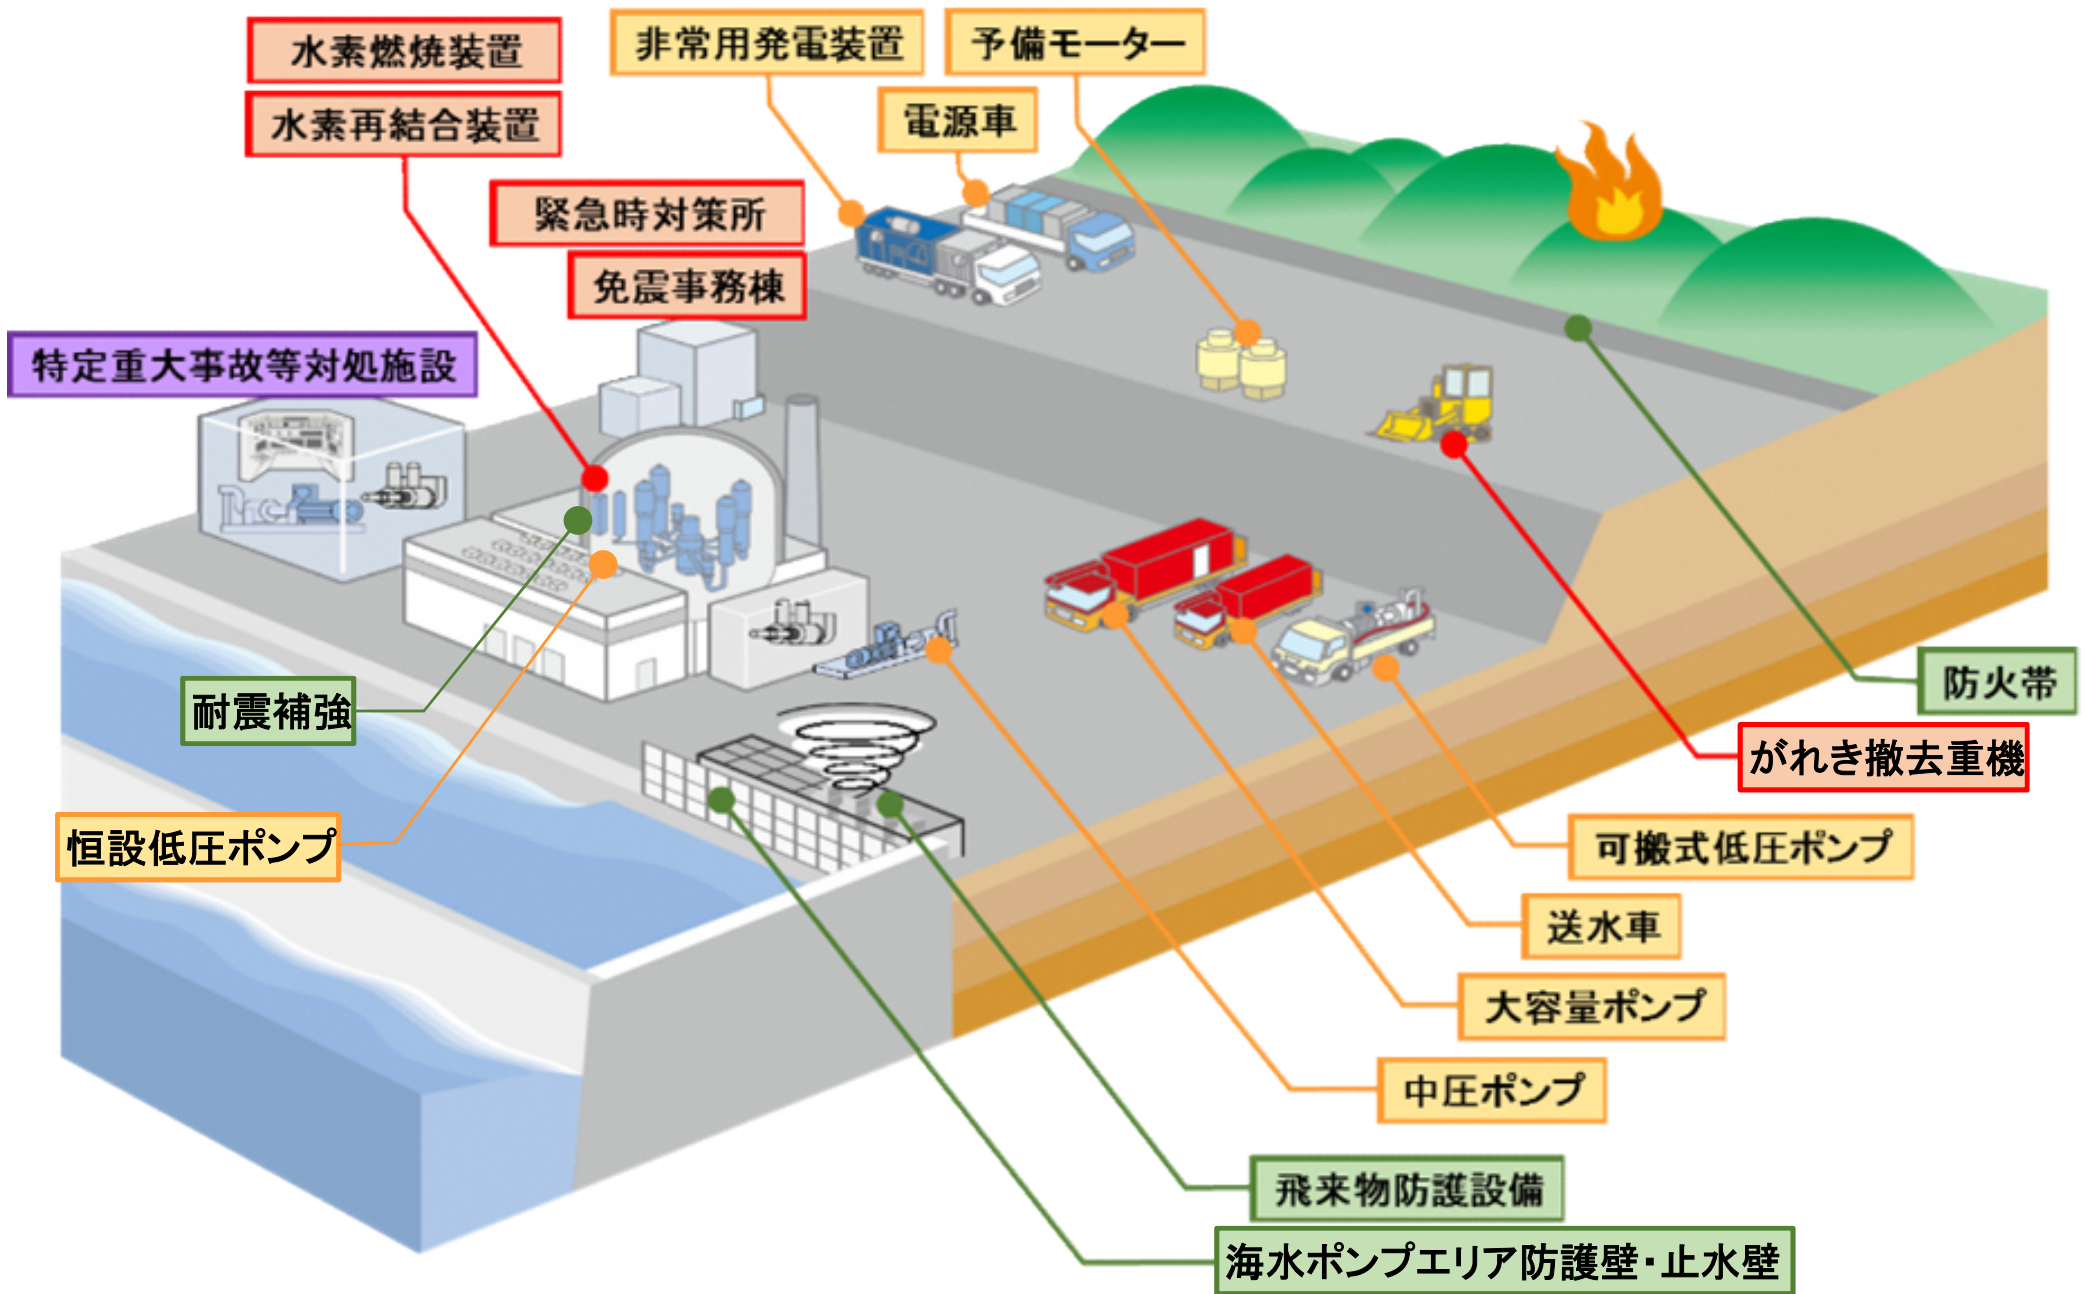 水素燃焼装置
水素再結合装置
非常用発電装置
予備モーター
電源車
緊急時対策所
免震事務棟
特定重大事故等対処施設
耐震補強
恒設低圧ポンプ
防火帯
がれき撤去重機
可搬式低圧ポンプ
送水車
大容量ポンプ
中圧ポンプ
飛来物防護設備
海水ポンプエリア防護壁・止水壁